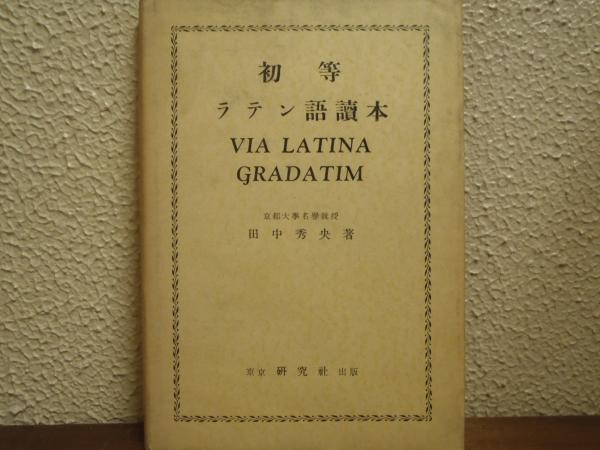 初等
ラテン語讀本
VIA LATINA
GRADATIM
京都大學名譽敎授
田中秀央著
東京 研究社 出版